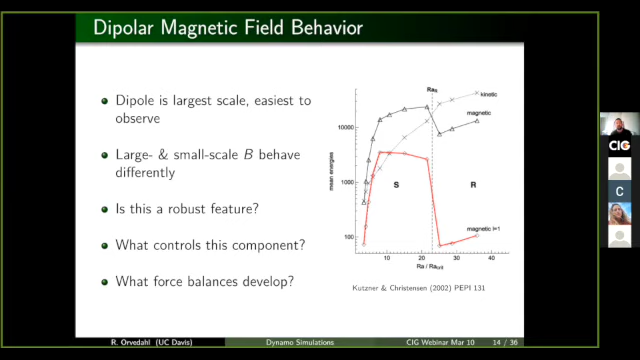 Dipolar Magnetic Field Behavior
Dipole is largest scale, easiest to
observe
Large- & small-scale B behave
differently
Is this a robust feature?
What controls this component?
What force balances develop?
10000
1000
100
mean energies
0
10
20
30
40
Ra / Ra
kinetic
magnetic
S
R
magnetic l=1
Kutzner & Christensen (2002) PEPI 131
R. Orvedahl (UC Davis)
Dynamo Simulations
CIG Webinar Mar 10
14 / 36
CIG
C